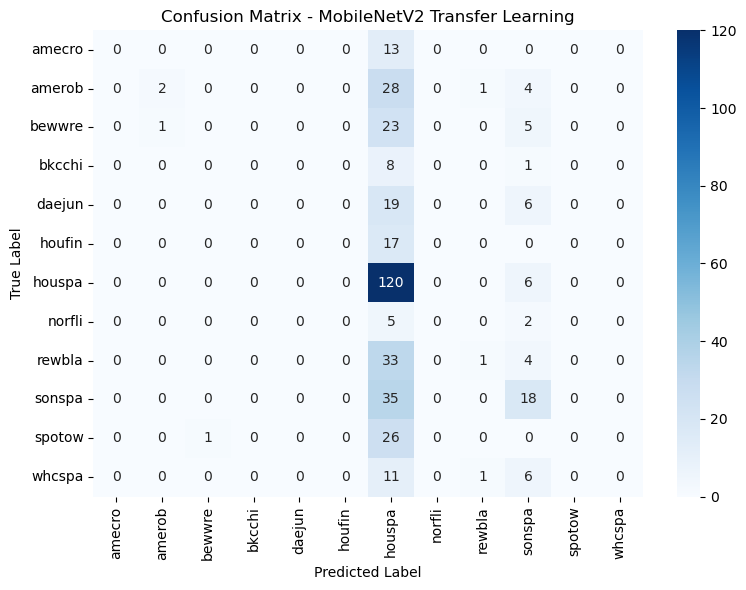 Confusion Matrix - MobileNetV2 Transfer Learning
amecro 0 0 0 0 0 0 13 0 0 0 0 0
amerob 0 2 0 0 0 0 28 0 1 4 0 0
bewwre 0 1 0 0 0 0 23 0 0 5 0 0
bkcchi 0 0 0 0 0 0 8 0 0 1 0 0
daejun 0 0 0 0 0 0 19 0 0 6 0 0
houfin 0 0 0 0 0 0 17 0 0 0 0 0
houspa 0 0 0 0 0 0 120 0 0 6 0 0
norfli 0 0 0 0 0 0 5 0 0 2 0 0
rewbla 0 0 0 0 0 0 33 0 1 4 0 0
sonspa 0 0 0 0 0 0 35 0 0 18 0 0
spotow 0 0 1 0 0 0 26 0 0 0 0 0
whcspa 0 0 0 0 0 0 11 0 1 6 0 0
amecro amerob bewwre bkcchi daejun houfin houspa norfli rewbla sonspa spotow whcspa
Predicted Label
True Label
120
100
80
60
40
20
0